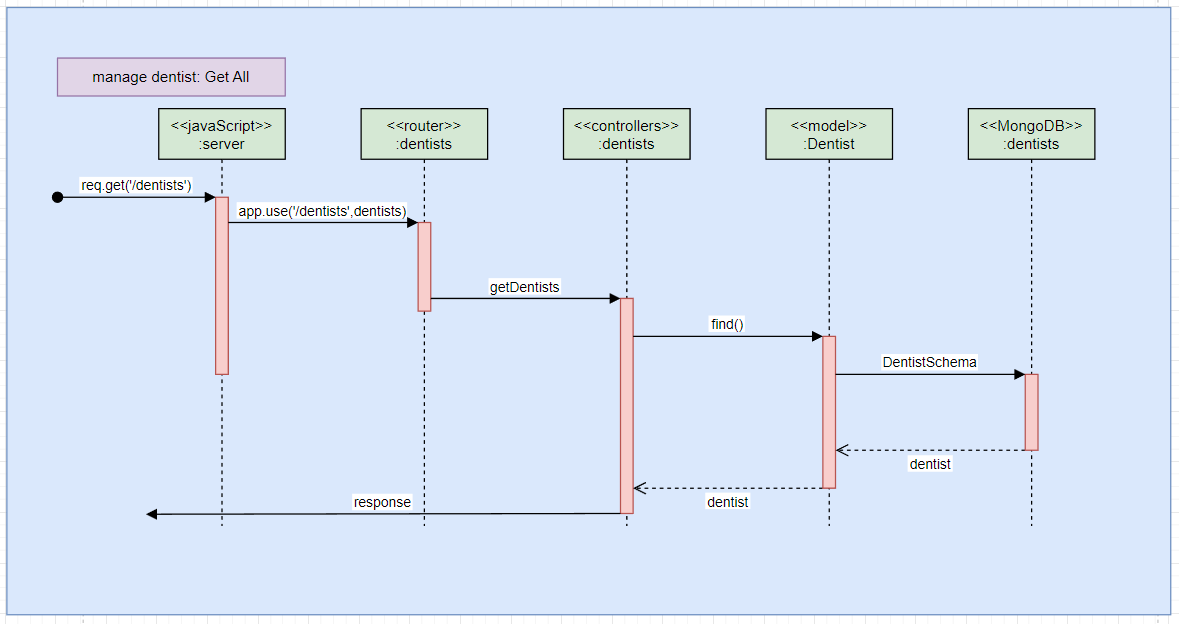 manage dentist: Get All
<<javaScript>>
:server
<<router>>
:dentists
<<controllers>>
:dentists
<<model>>
:Dentist
<<MongoDB>>
:dentists
req.get('/dentists')
app.use('/dentists',dentists)
getDentists
find()
DentistSchema
dentist
dentist
response